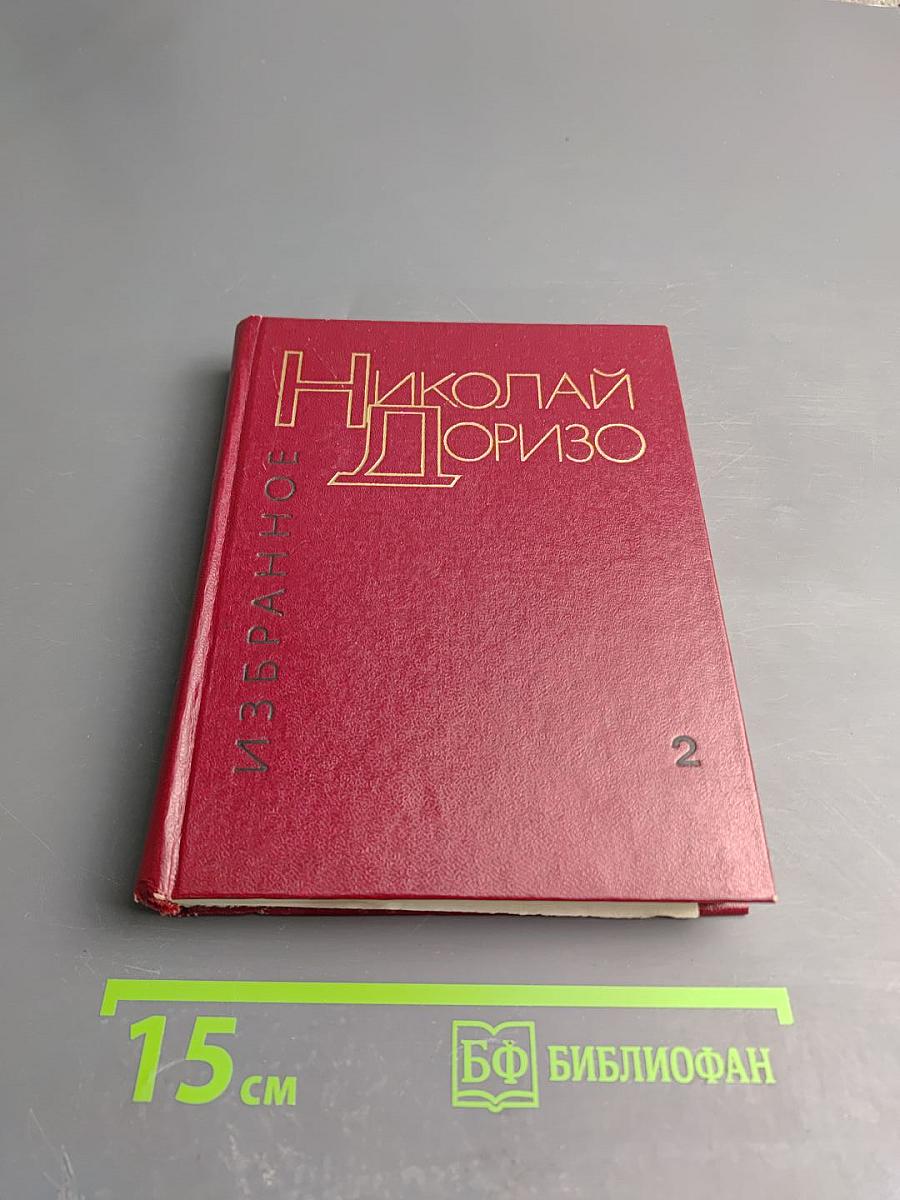 НИКОЛАЙ
ДОРИЗО
ИЗБРАННОЕ
2
15 см
БФ БИБЛИОФАН